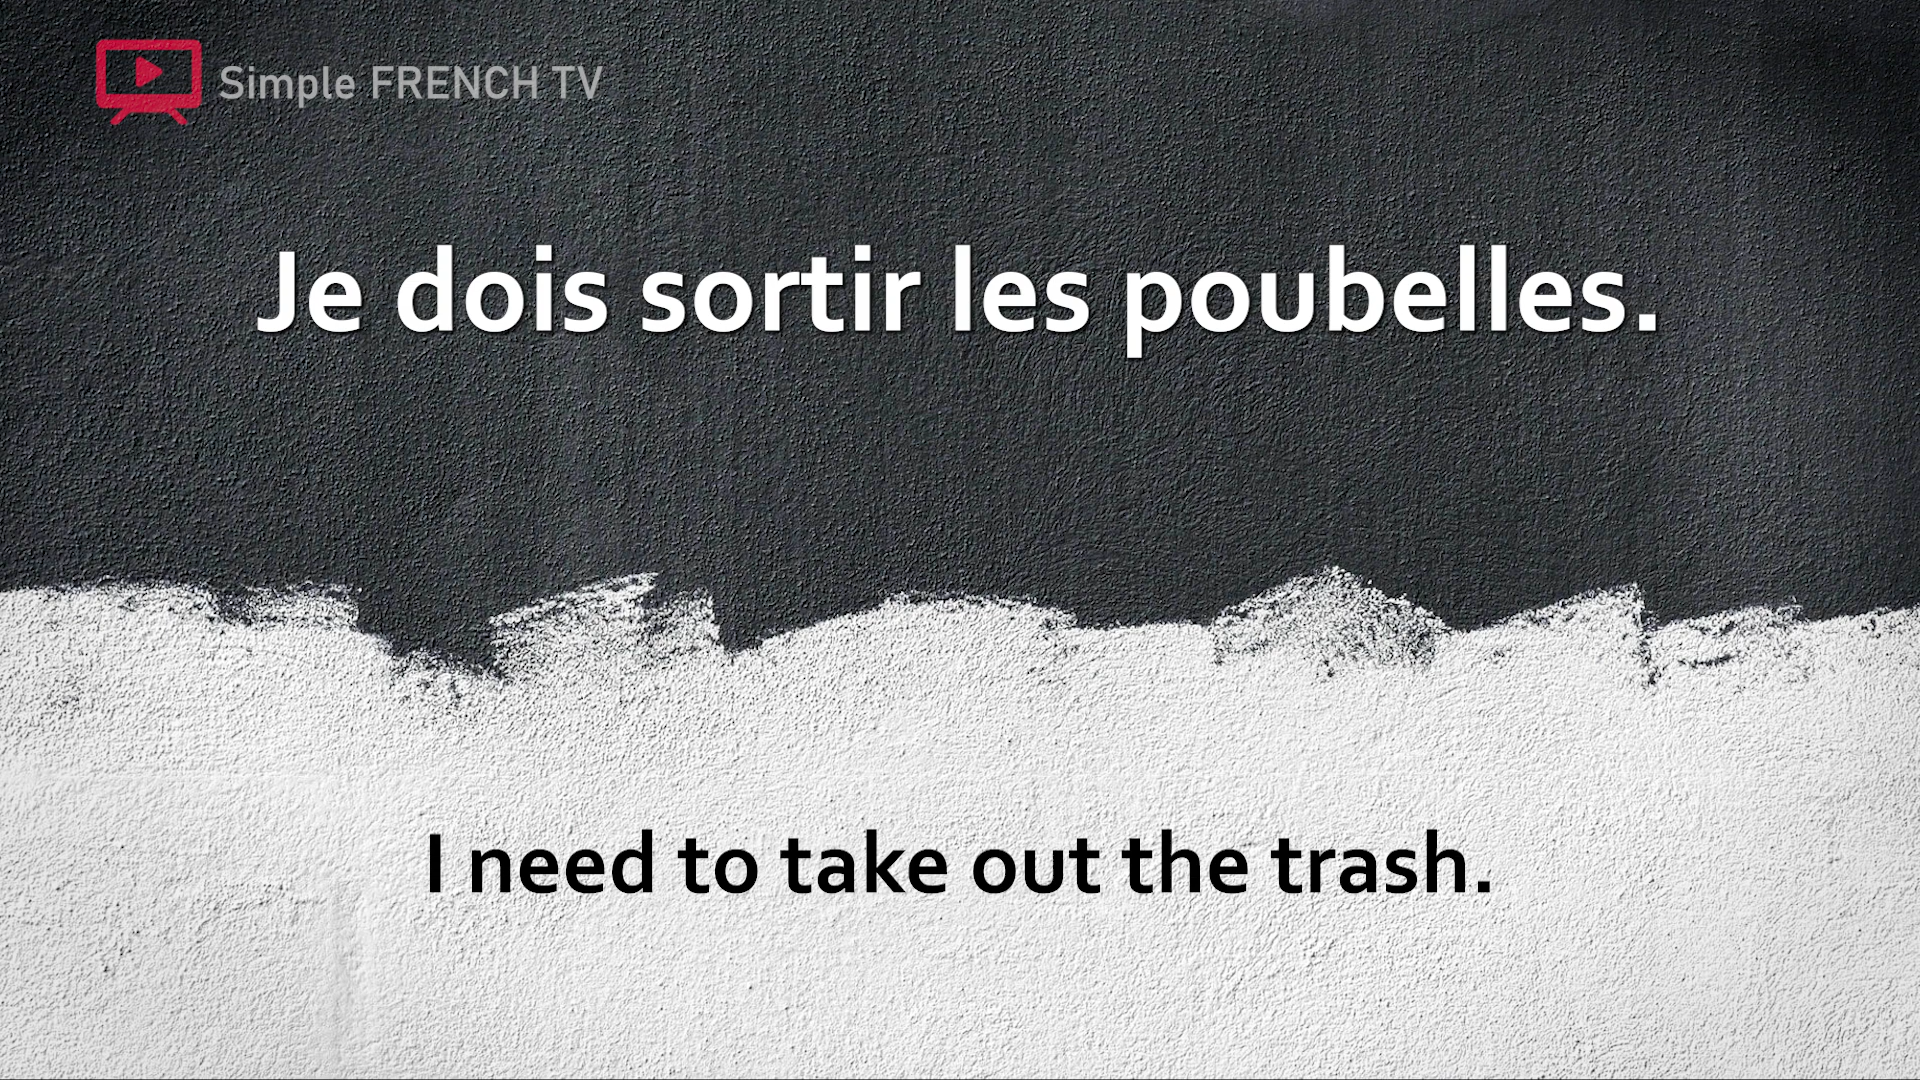 Simple FRENCH TV
Je dois sortir les poubelles.
I need to take out the trash.